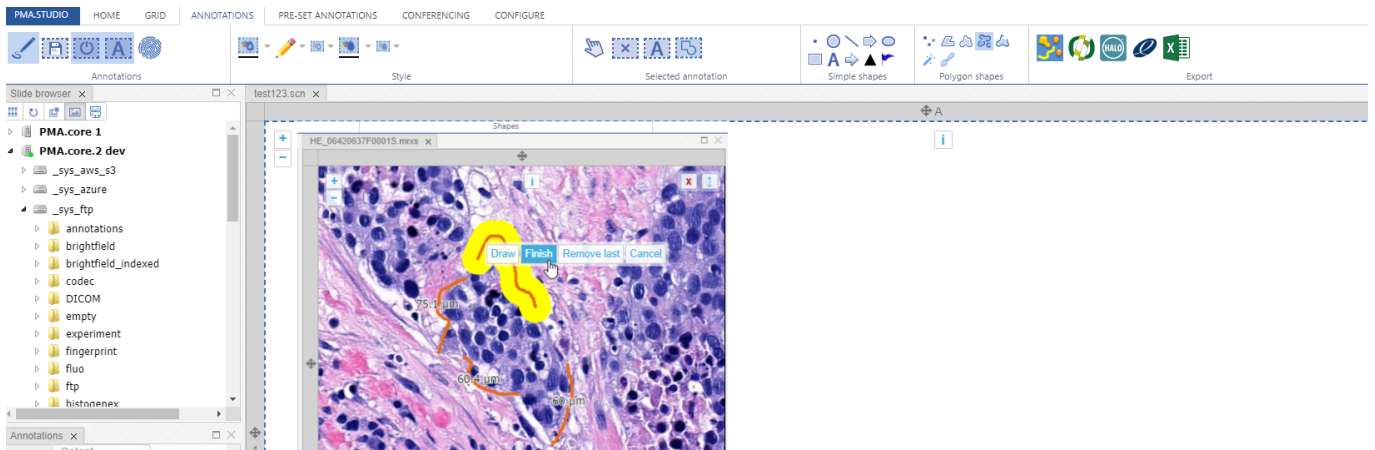 PMA.STUDIO HOME GRID ANNOTATIONS PRE-SET ANNOTATIONS CONFERENCING CONFIGURE
A A A HALO X
Annotations Style Selected annotation Simple shapes Polygon shapes Export
Slide browser x test123.scn x
A
PMA.core 1
Shapes
i
PMA.core.2 dev
HE_06420637F0001S.mrxs x
_sys_aws_s3
_sys_azure
i x
_sys_ftp
annotations
brightfield
Draw Finish Remove last Cancel
brightfield_indexed
codec
DICOM
75.1 µm
empty
experiment
fingerprint
fluo
60.4 µm
ftp
60 µm
histogenex
Annotations x
Select